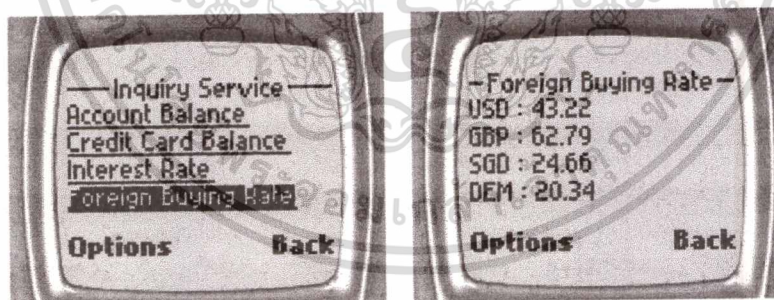 Inquiry Service
Account Balance
Credit Card Balance
Interest Rate
Foreign Buying Rate
Options Back
-Foreign Buying Rate-
USD : 43.22
GBP : 62.79
SGD : 24.66
DEM : 20.34
Options Back